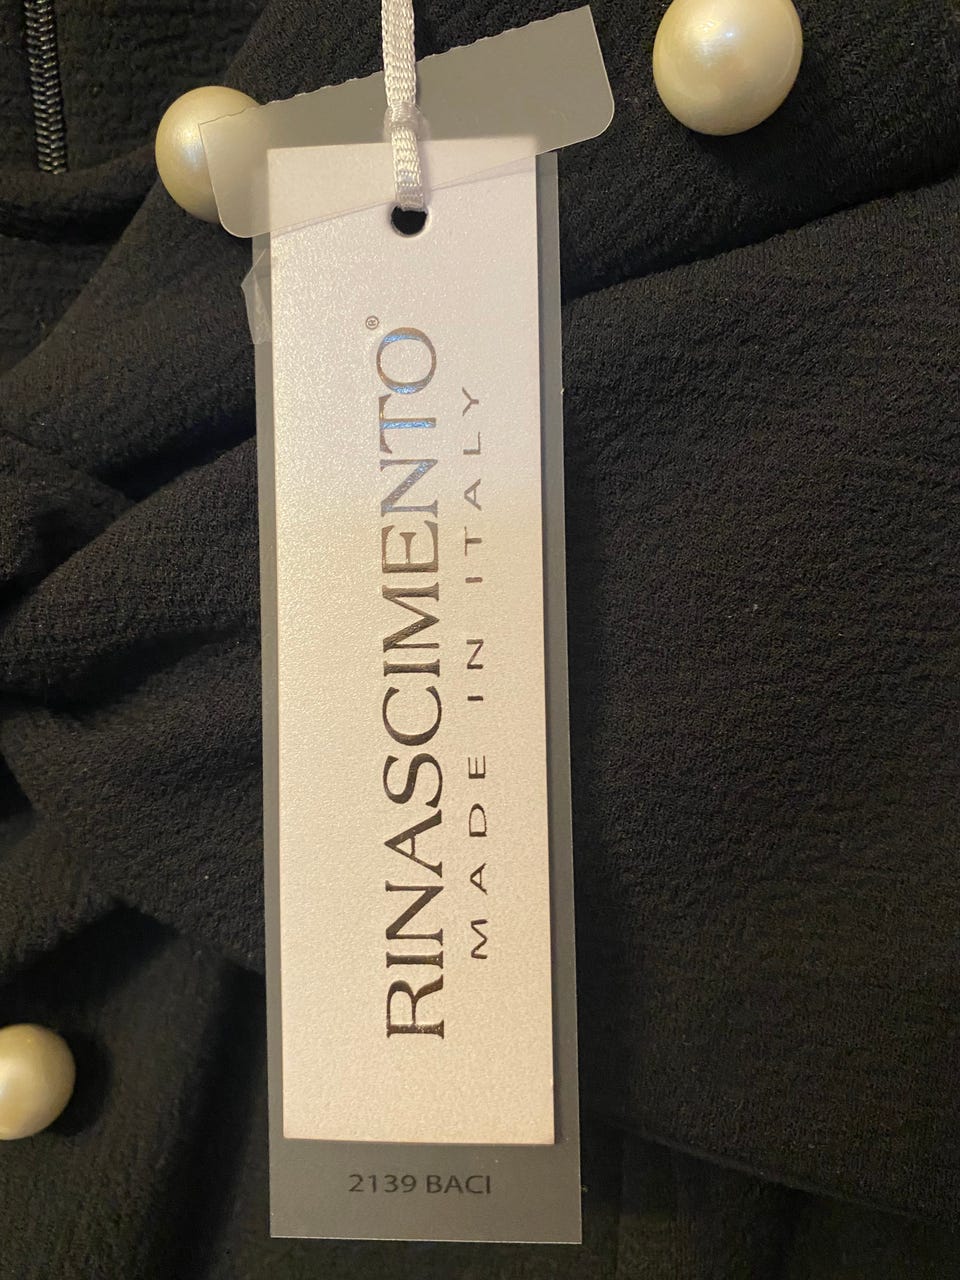 RINASCIMENTO®
MADE IN ITALY
2139 BACI